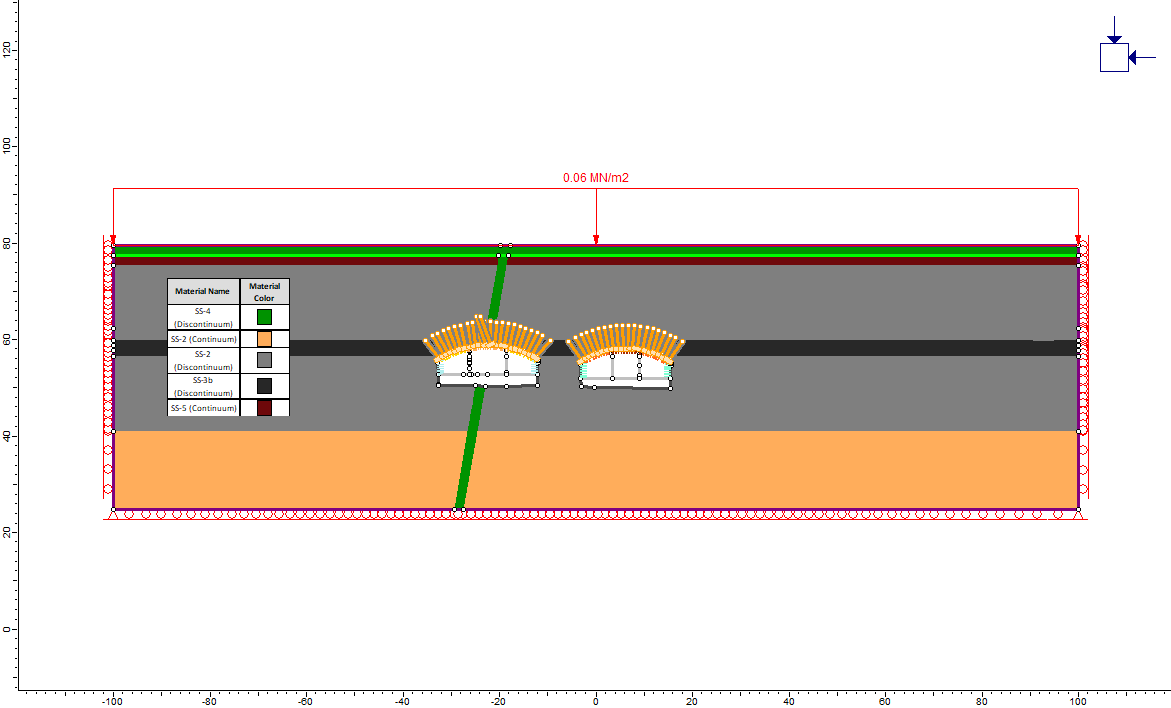 120
100
0.06 MN/m2
80
Material Name
Material
Color
SS-4
(Discontinuum)
SS-2 (Continuum)
SS-2
(Discontinuum)
SS-3b
(Discontinuum)
SS-5 (Continuum)
60
40
20
0
-100 -80 -60 -40 -20 0 20 40 60 80 100